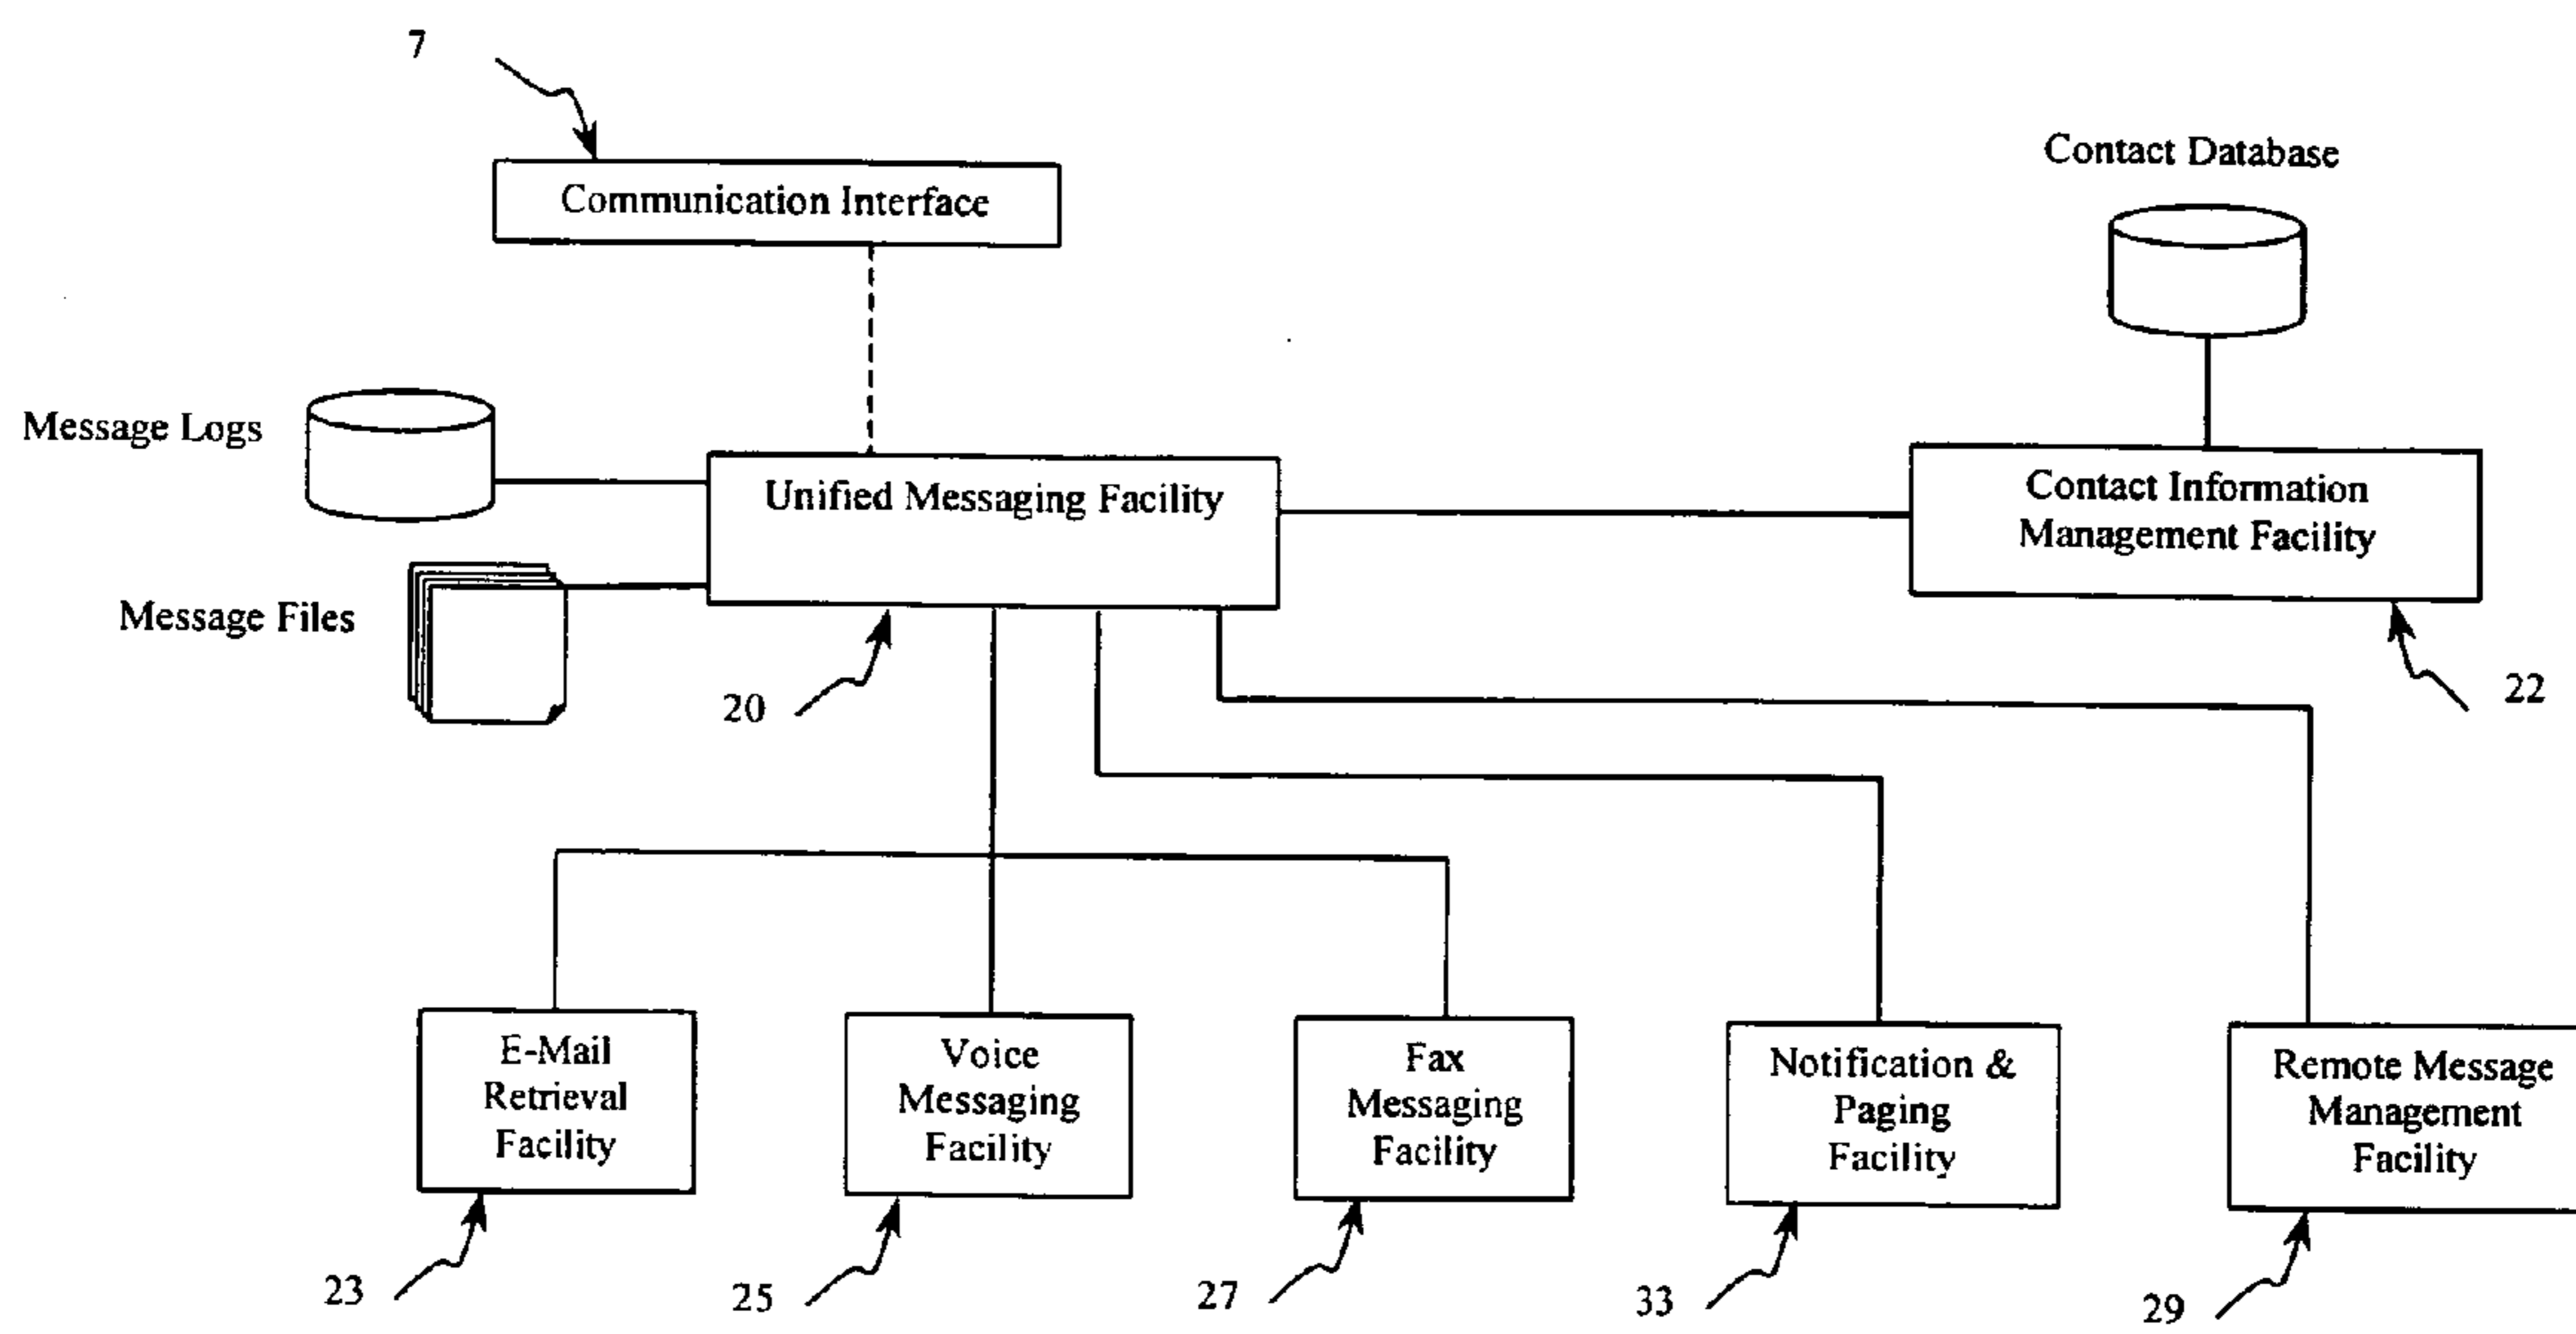 7
Communication Interface
Contact Database
Message Logs
Unified Messaging Facility
Contact Information
Management Facility
Message Files
20
22
E-Mail
Retrieval
Facility
Voice
Messaging
Facility
Fax
Messaging
Facility
Notification &
Paging
Facility
Remote Message
Management
Facility
23
25
27
33
29